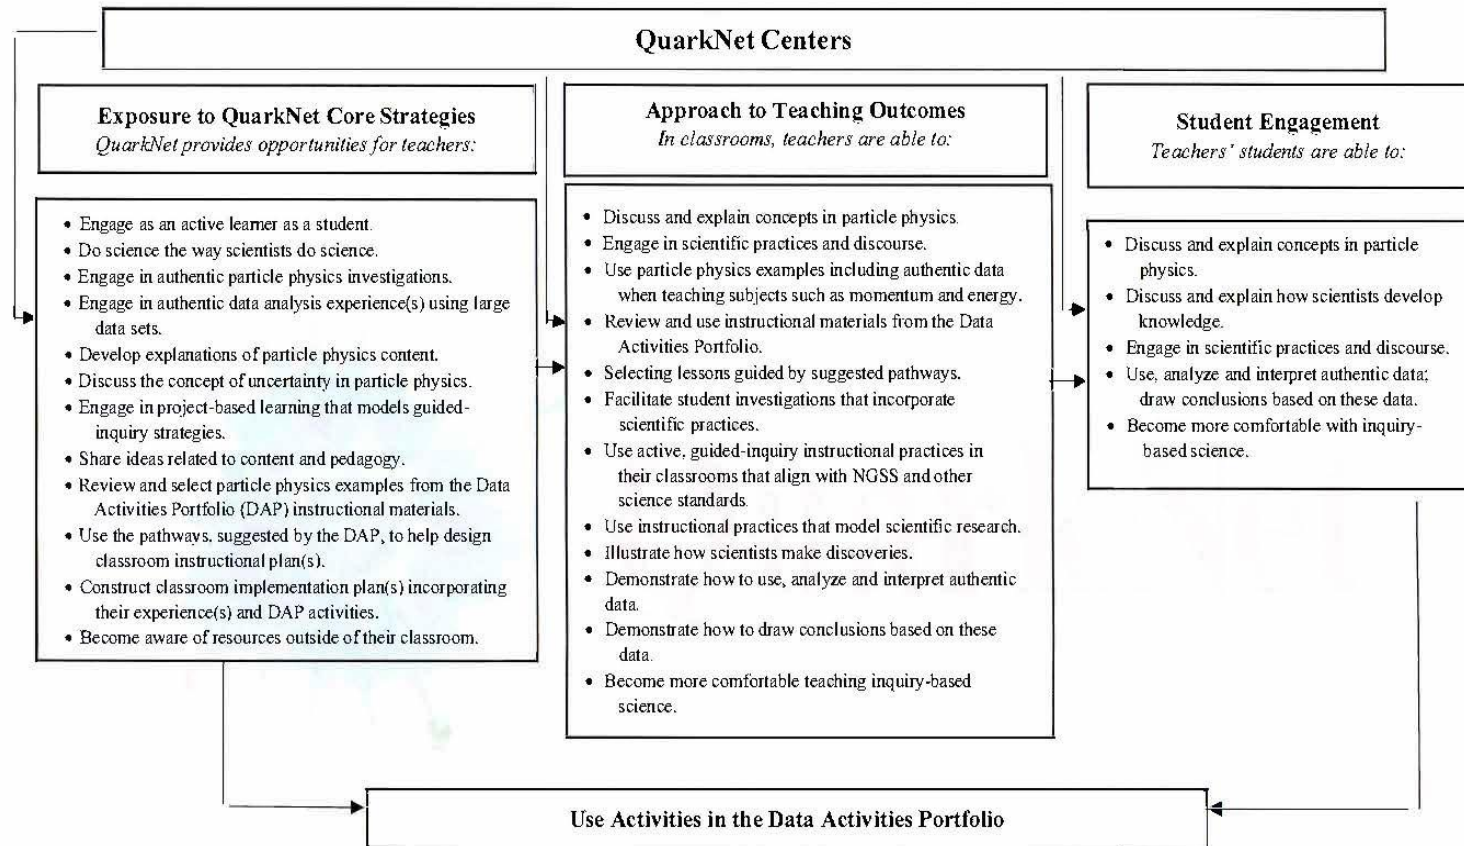 QuarkNet Centers
Exposure to QuarkNet Core Strategies
QuarkNet provides opportunities for teachers:
• Engage as an active learner as a student.
• Do science the way scientists do science.
• Engage in authentic particle physics investigations.
• Engage in authentic data analysis experience(s) using large
data sets.
• Develop explanations of particle physics content.
• Discuss the concept of uncertainty in particle physics.
• Engage in project-based learning that models guided-
inquiry strategies.
• Share ideas related to content and pedagogy.
• Review and select particle physics examples from the Data
Activities Portfolio (DAP) instructional materials.
• Use the pathways, suggested by the DAP, to help design
classroom instructional plan(s).
• Construct classroom implementation plan(s) incorporating
their experience(s) and DAP activities.
• Become aware of resources outside of their classroom.
Approach to Teaching Outcomes
In classrooms, teachers are able to:
• Discuss and explain concepts in particle physics.
• Engage in scientific practices and discourse.
• Use particle physics examples including authentic data
when teaching subjects such as momentum and energy.
• Review and use instructional materials from the Data
Activities Portfolio.
• Selecting lessons guided by suggested pathways.
• Facilitate student investigations that incorporate
scientific practices.
• Use active, guided-inquiry instructional practices in
their classrooms that align with NGSS and other
science standards.
• Use instructional practices that model scientific research.
• Illustrate how scientists make discoveries.
• Demonstrate how to use, analyze and interpret authentic
data.
• Demonstrate how to draw conclusions based on these
data.
• Become more comfortable teaching inquiry-based
science.
Student Engagement
Teachers' students are able to:
• Discuss and explain concepts in particle
physics.
• Discuss and explain how scientists develop
knowledge.
• Engage in scientific practices and discourse.
• Use, analyze and interpret authentic data;
draw conclusions based on these data.
• Become more comfortable with inquiry-
based science.
Use Activities in the Data Activities Portfolio